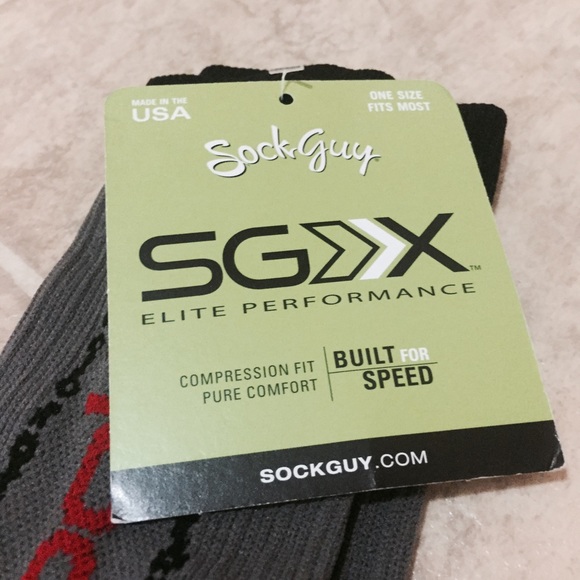 MADE IN THE
USA
ONE SIZE
FITS MOST
SockGuy
SGX™
ELITE PERFORMANCE
COMPRESSION FIT
PURE COMFORT
BUILT FOR
SPEED
SOCKGUY.COM